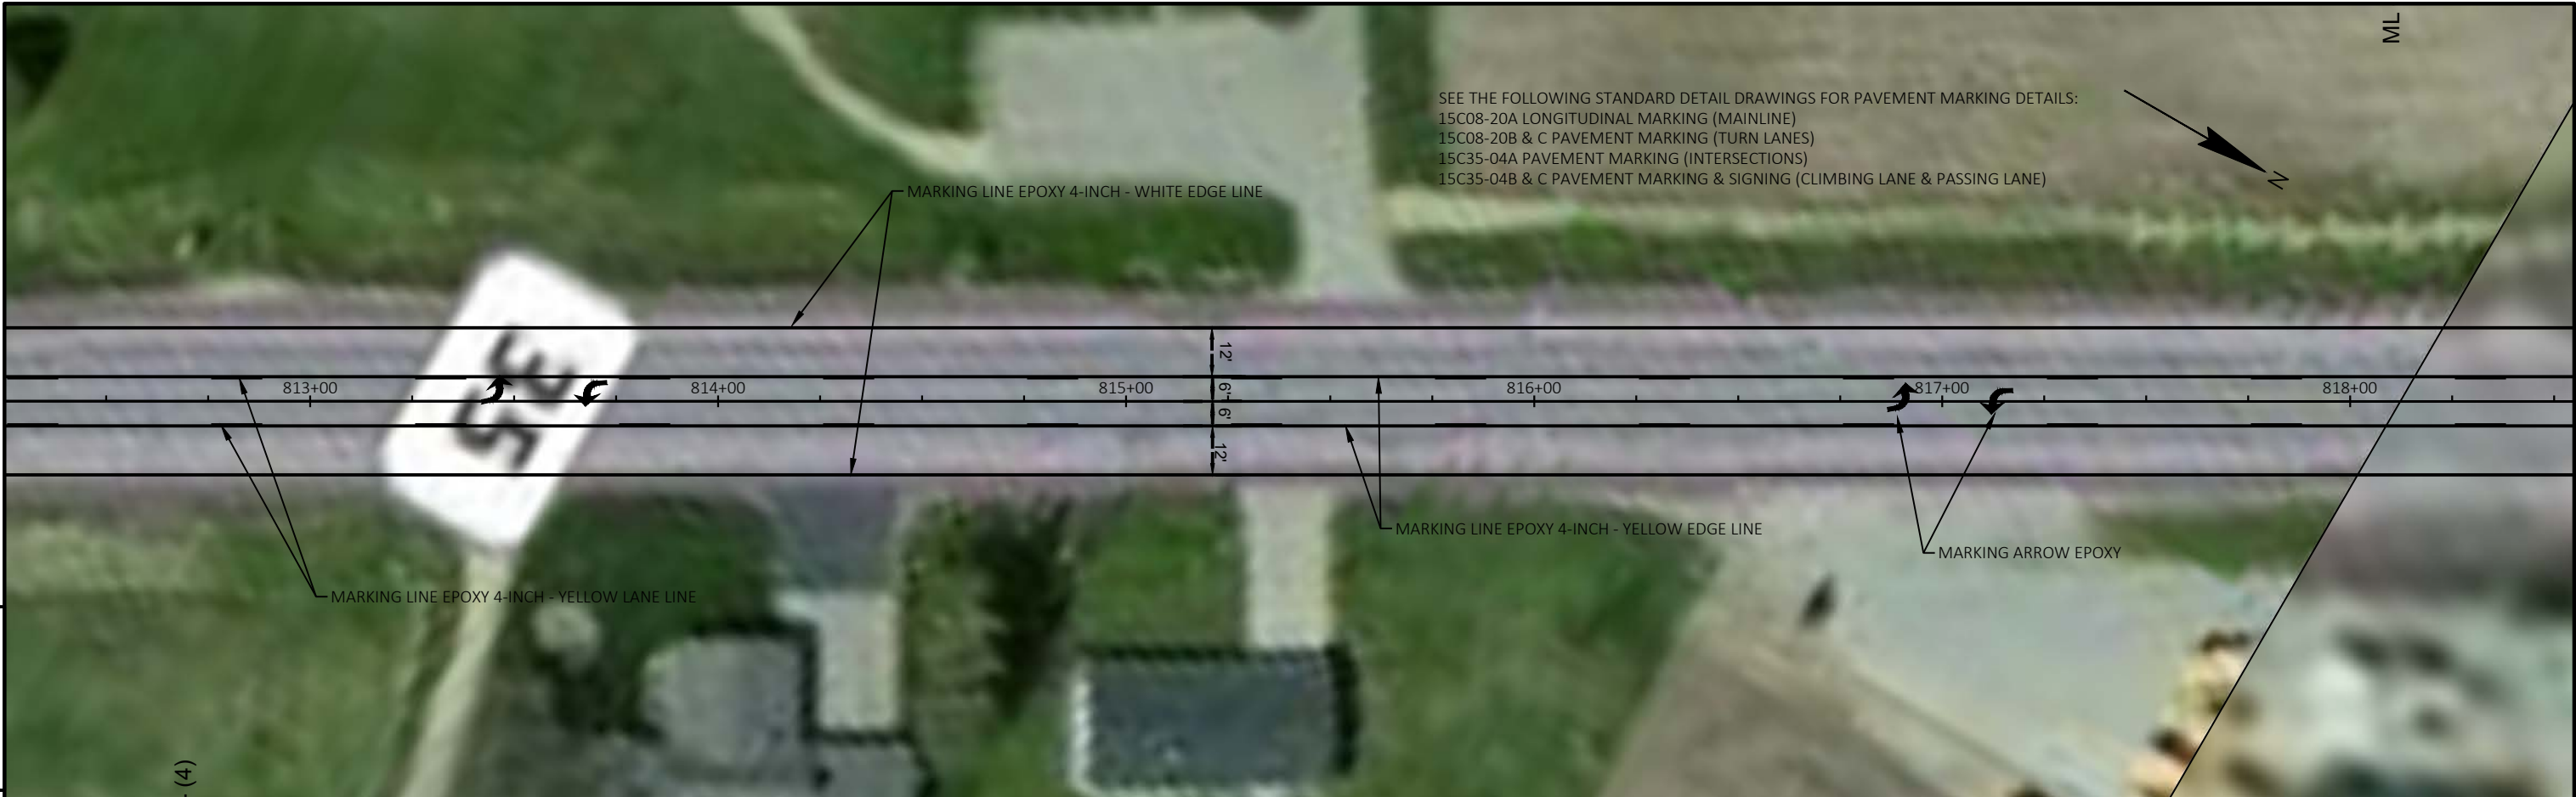 ML
SEE THE FOLLOWING STANDARD DETAIL DRAWINGS FOR PAVEMENT MARKING DETAILS:
15C08-20A LONGITUDINAL MARKING (MAINLINE)
15C08-20B & C PAVEMENT MARKING (TURN LANES)
15C35-04A PAVEMENT MARKING (INTERSECTIONS)
15C35-04B & C PAVEMENT MARKING & SIGNING (CLIMBING LANE & PASSING LANE)
N
MARKING LINE EPOXY 4-INCH - WHITE EDGE LINE
35
12'
813+00
814+00
815+00
6'
816+00
817+00
818+00
6'
12'
MARKING LINE EPOXY 4-INCH - YELLOW EDGE LINE
MARKING ARROW EPOXY
MARKING LINE EPOXY 4-INCH - YELLOW LANE LINE
(4)